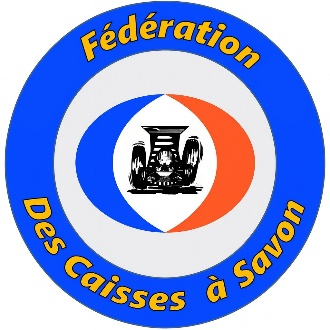 Fédération
Des Caisses à Savon